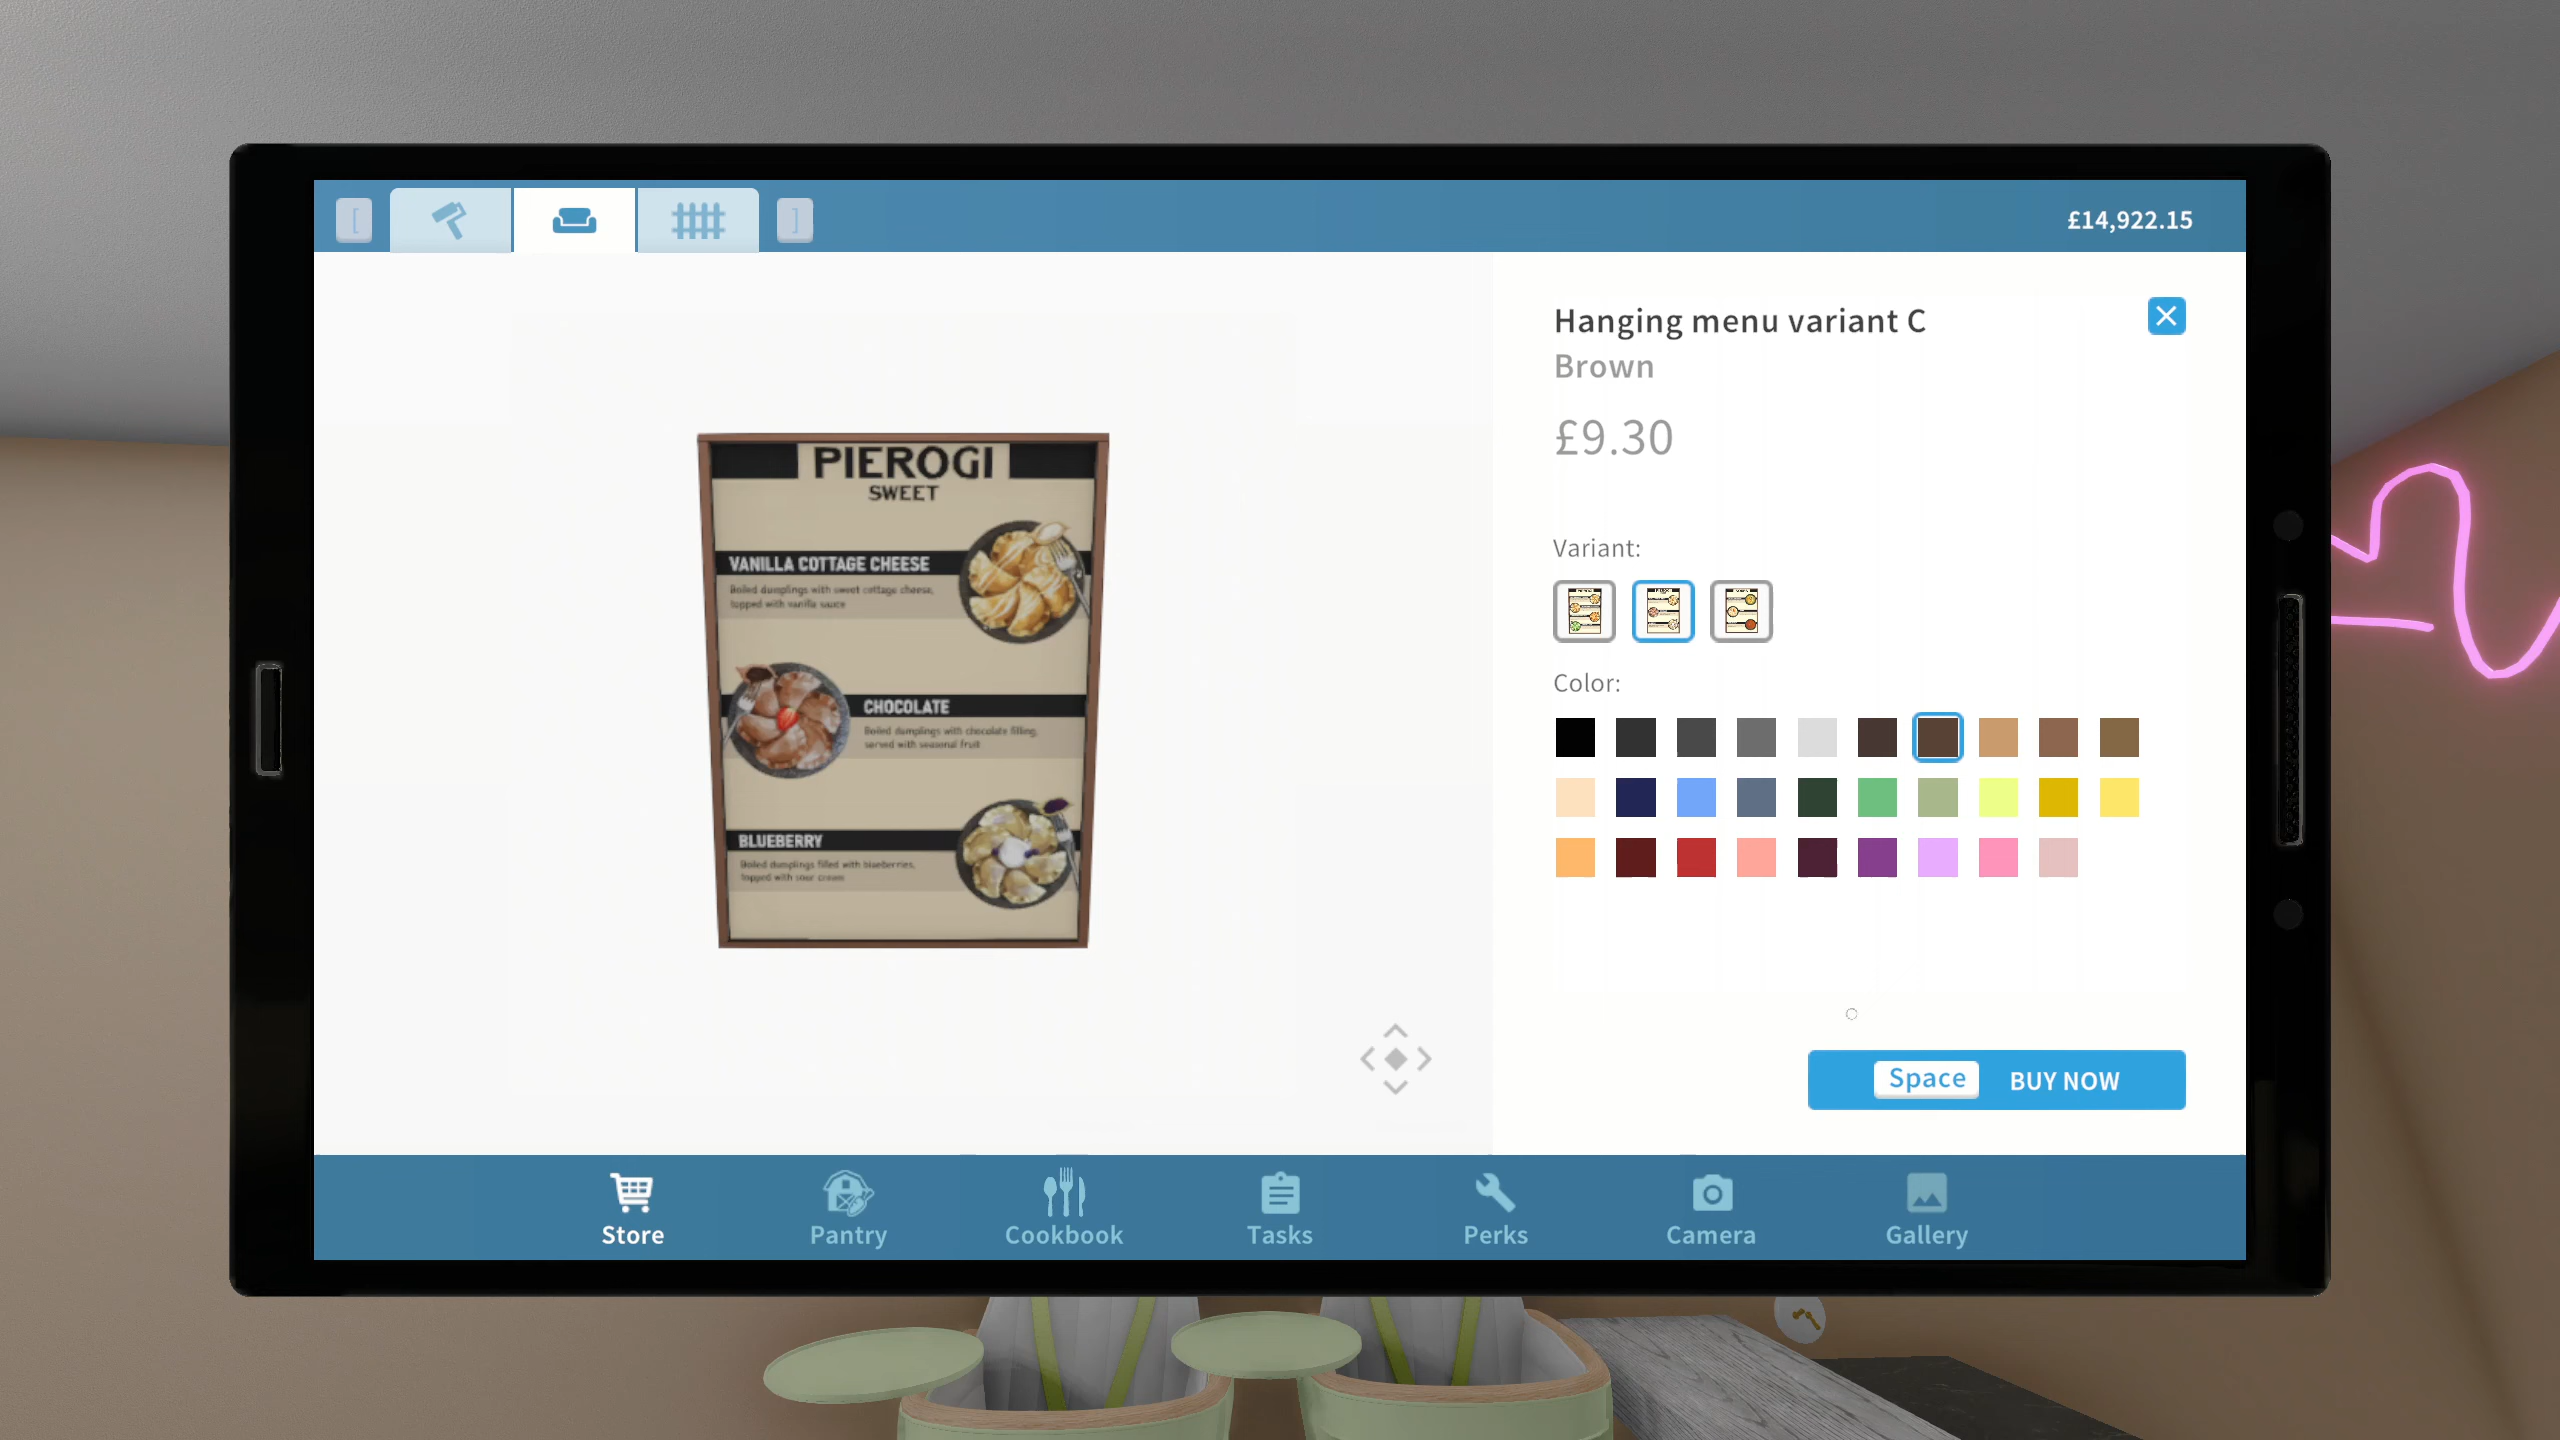 [
]
£14,922.15
PIEROGI
SWEET
VANILLA COTTAGE CHEESE
Boiled dumplings with sweet cottage cheese,
topped with vanilla sauce
CHOCOLATE
Boiled dumplings with chocolate filling,
served with seasonal fruit
BLUEBERRY
Boiled dumplings filled with blueberries,
topped with sour cream
Hanging menu variant C
Brown
£9.30
Variant:
Color:
Space BUY NOW
Store
Pantry
Cookbook
Tasks
Perks
Camera
Gallery